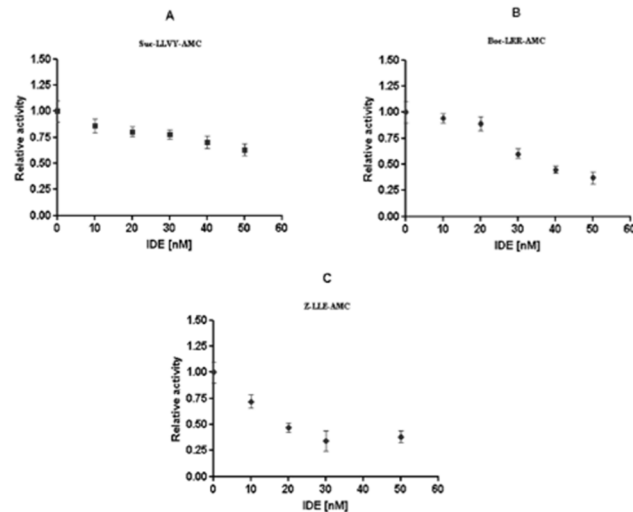 A
Suc-LLVY-AMC
1.50
1.25
1.00
0.75
0.50
0.25
0.00
Relative activity
0 10 20 30 40 50 60
IDE [nM]
B
Boc-LRR-AMC
1.50
1.25
1.00
0.75
0.50
0.25
0.00
Relative activity
0 10 20 30 40 50 60
IDE [nM]
C
Z-LLE-AMC
1.50
1.25
1.00
0.75
0.50
0.25
0.00
Relative activity
0 10 20 30 40 50 60
IDE [nM]